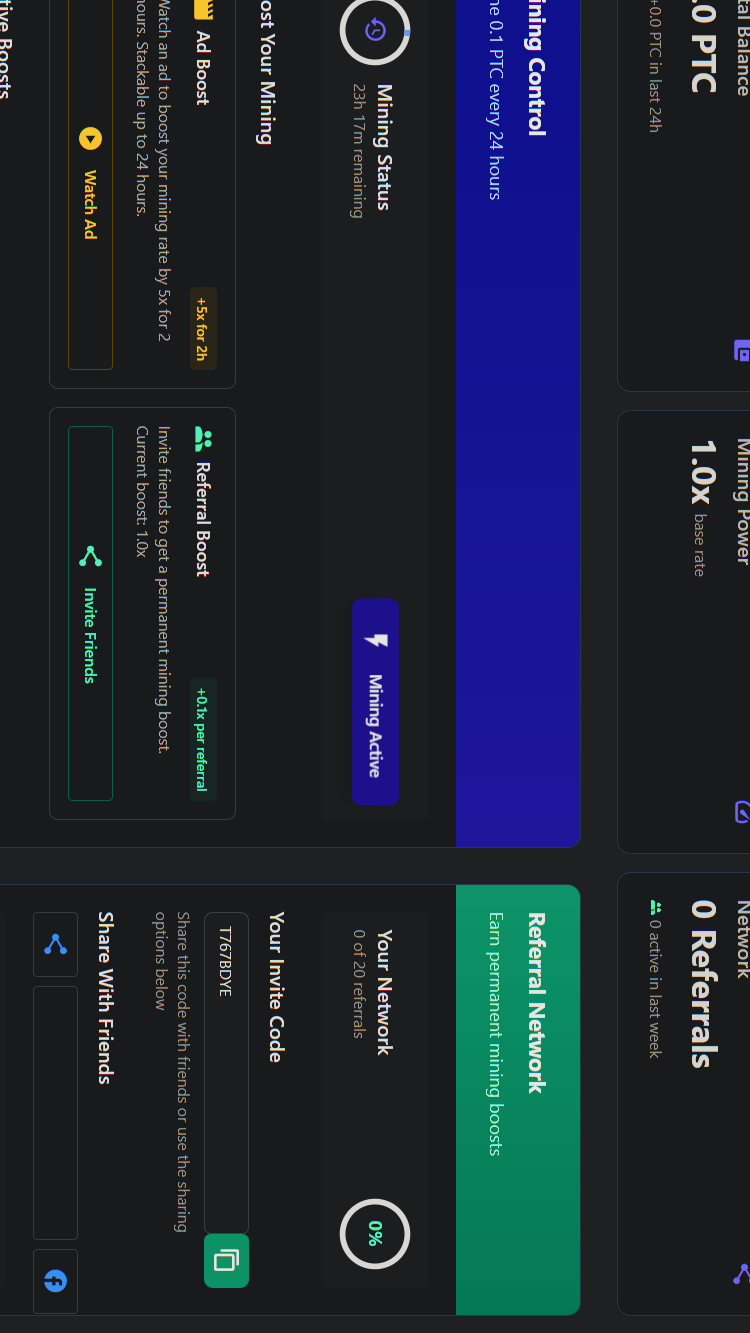 tal Balance
.0 PTC
+0.0 PTC in last 24h
Mining Power
1.0x base rate
Network
0 Referrals
0 active in last week
ining Control
ne 0.1 PTC every 24 hours
Mining Status
23h 17m remaining
Mining Active
ost Your Mining
Ad Boost
+5x for 2h
Watch an ad to boost your mining rate by 5x for 2
hours. Stackable up to 24 hours.
Watch Ad
Referral Boost
+0.1x per referral
Invite friends to get a permanent mining boost.
Current boost: 1.0x
Invite Friends
tive Boosts
Referral Network
Earn permanent mining boosts
Your Network
0 of 20 referrals
0%
Your Invite Code
T767BDYE
Share this code with friends or use the sharing
options below
Share With Friends